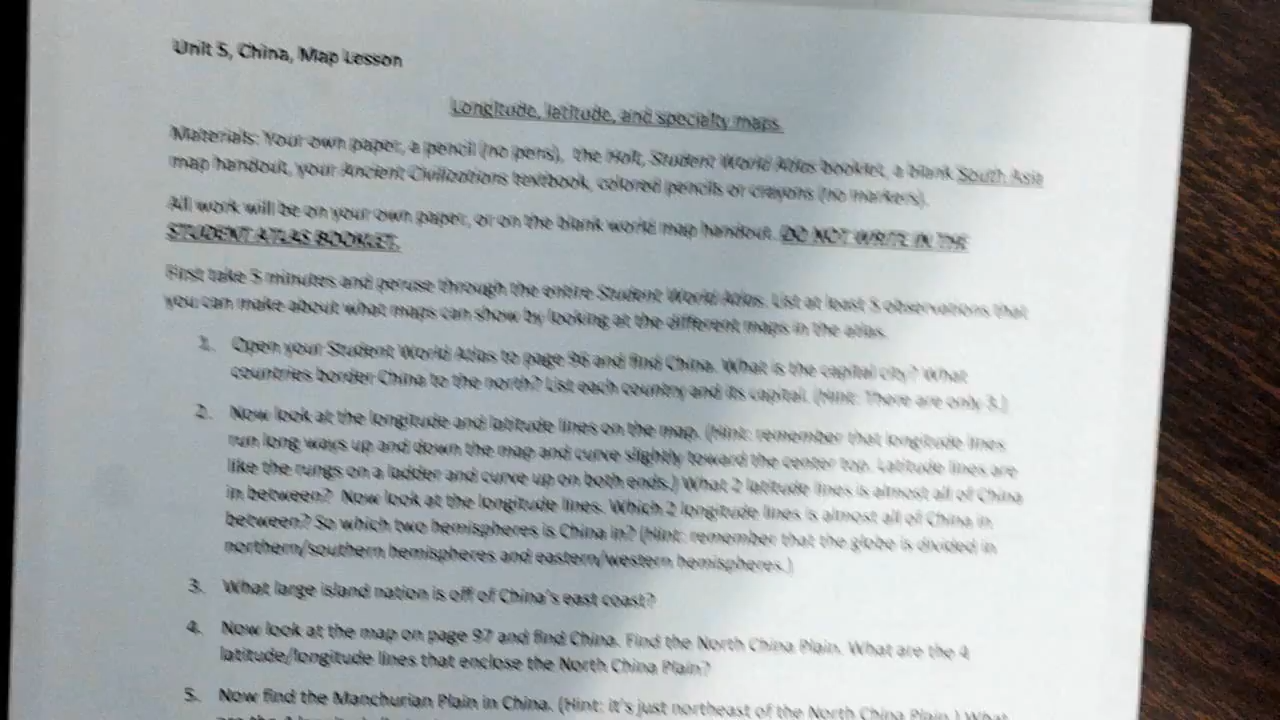 Unit 5, China, Map Lesson
Longitude, latitude, and specialty maps
Materials: Your own paper, a pencil (no pens), the Holt, Student World Atlas booklet, a blank South Asia
map handout, your Ancient Civilizations textbook, colored pencils or crayons (no markers).
All work will be on your own paper, or on the blank world map handout. DO NOT WRITE IN THE
STUDENT ATLAS BOOKLET.
First take 5 minutes and peruse through the entire Student World Atlas. List at least 5 observations that
you can make about what maps can show by looking at the different maps in the atlas.
1. Open your Student World Atlas to page 96 and find China. What is the capital city? What
countries border China to the north? List each country and its capital. (Hint: There are only 3.)
2. Now look at the longitude and latitude lines on the map. (Hint: remember that longitude lines
run long ways up and down the map and curve slightly toward the center top. Latitude lines are
like the rungs on a ladder and curve up on both ends.) What 2 latitude lines is almost all of China
in between? Now look at the longitude lines. Which 2 longitude lines is almost all of China in
between? So which two hemispheres is China in? (Hint: remember that the globe is divided in
northern/southern hemispheres and eastern/western hemispheres.)
3. What large island nation is off of China's east coast?
4. Now look at the map on page 97 and find China. Find the North China Plain. What are the 4
latitude/longitude lines that enclose the North China Plain?
5. Now find the Manchurian Plain in China. (Hint: it's just northeast of the North China Plain.) What
are the 4